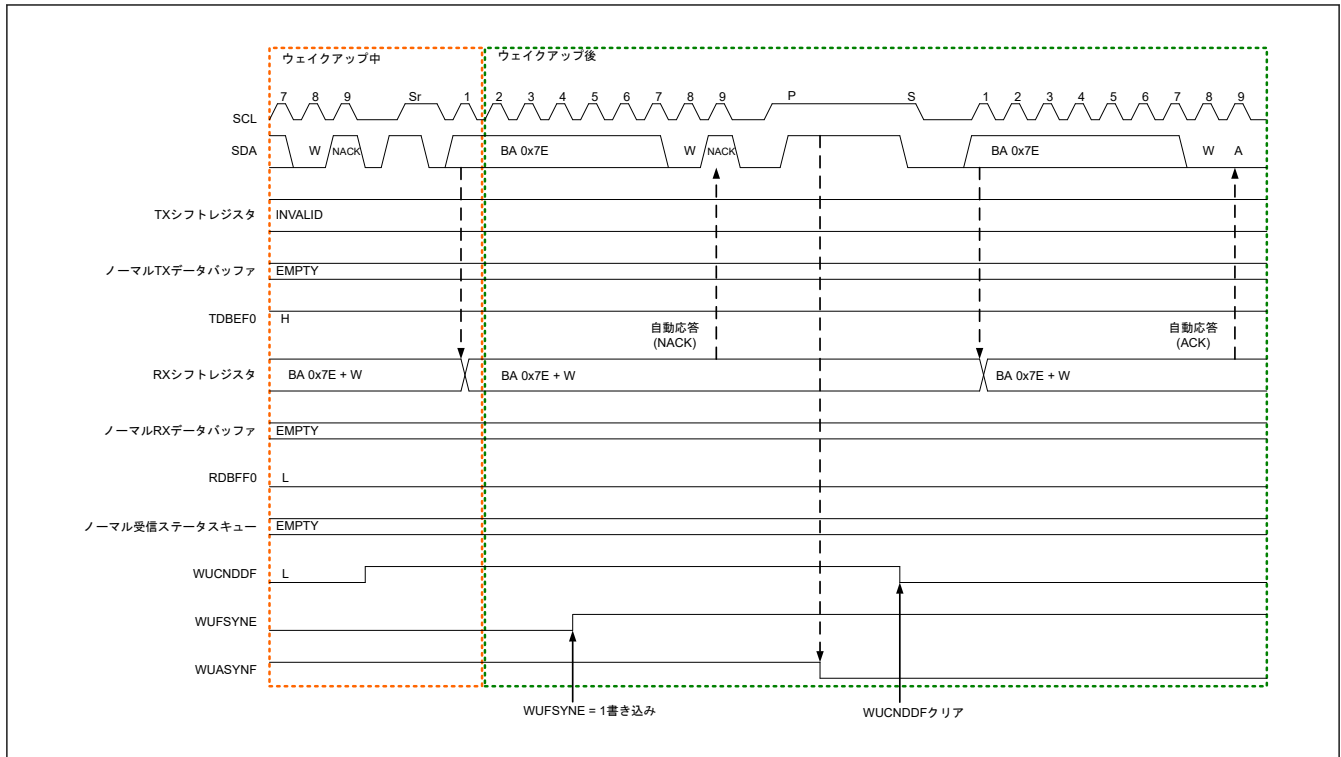 ウェイクアップ中
ウェイクアップ後
SCL 7 8 9 Sr 1 2 3 4 5 6 7 8 9 P S 1 2 3 4 5 6 7 8 9
SDA W NACK BA 0x7E W NACK BA 0x7E W A
TXシフトレジスタ INVALID
ノーマルTXデータバッファ EMPTY
TDBEF0 H
自動応答
(NACK)
自動応答
(ACK)
RXシフトレジスタ BA 0x7E + W BA 0x7E + W BA 0x7E + W
ノーマルRXデータバッファ EMPTY
RDBFF0 L
ノーマル受信ステータスキュー EMPTY
WUCNDDF L
WUFSYNE
WUASYNF
WUFSYNE = 1書き込み
WUCNDDFクリア